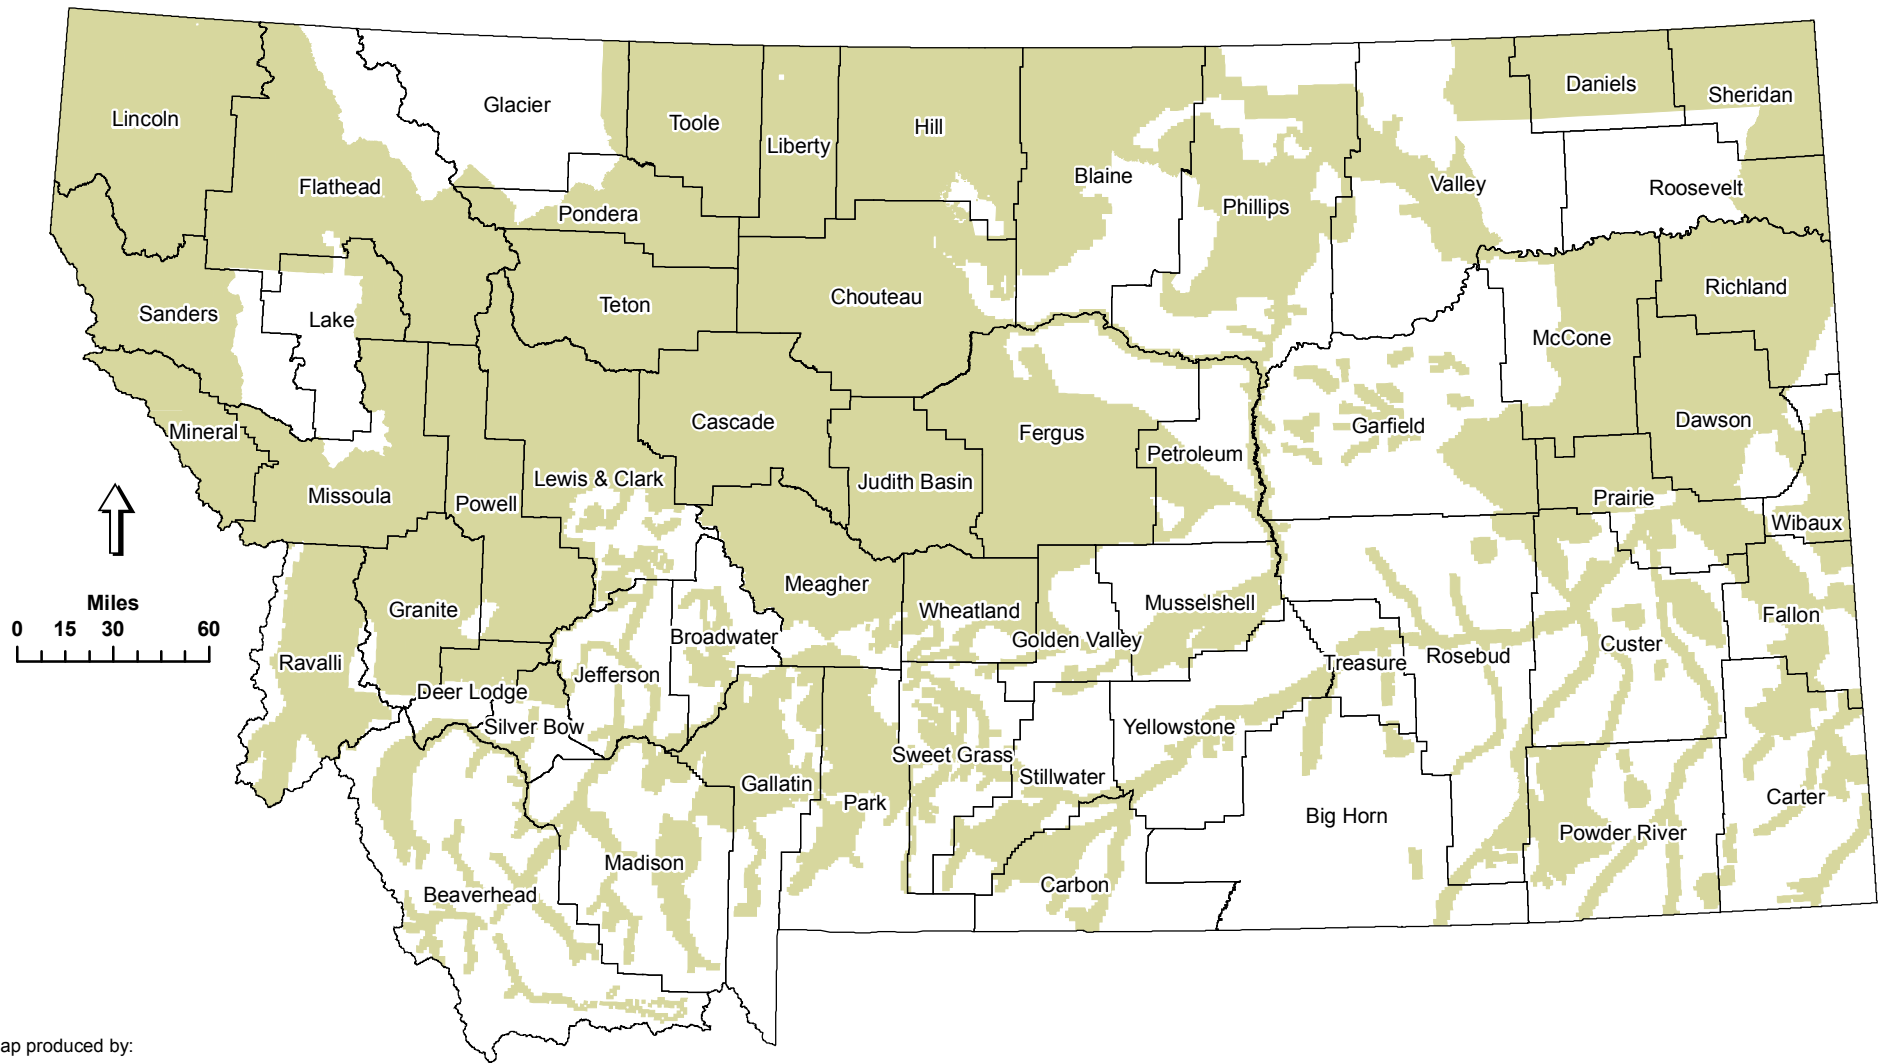 Lincoln
Flathead
Glacier
Toole
Liberty
Hill
Blaine
Phillips
Valley
Daniels
Sheridan
Roosevelt
Pondera
Sanders
Lake
Teton
Chouteau
McCone
Richland
Mineral
Missoula
Powell
Lewis & Clark
Cascade
Judith Basin
Fergus
Petroleum
Garfield
Dawson
Prairie
Wibaux
Miles
0 15 30 60
Ravalli
Granite
Deer Lodge
Silver Bow
Jefferson
Broadwater
Meagher
Wheatland
Golden Valley
Musselshell
Treasure
Rosebud
Custer
Fallon
Beaverhead
Madison
Gallatin
Park
Sweet Grass
Stillwater
Yellowstone
Carbon
Big Horn
Powder River
Carter
ap produced by: